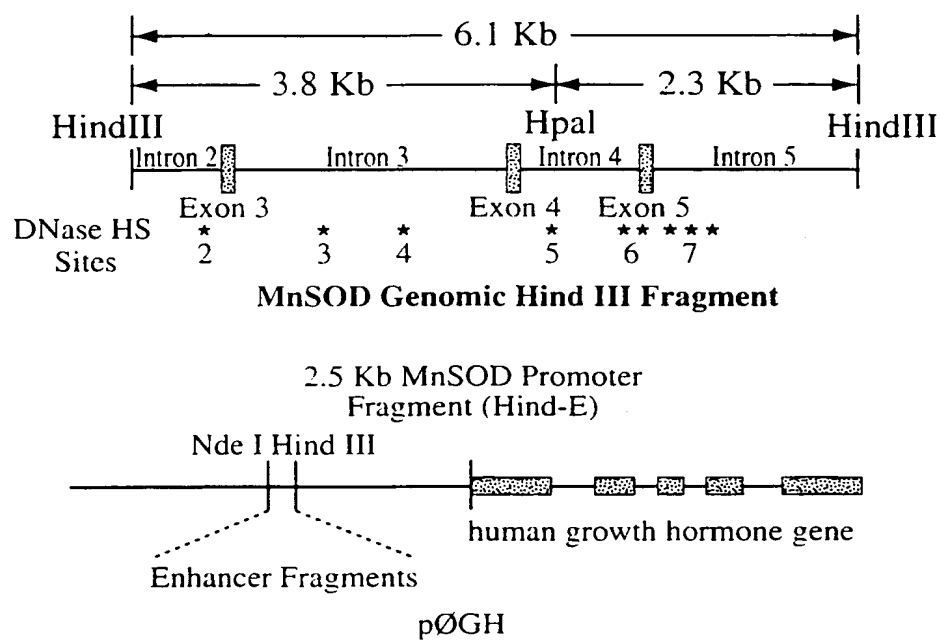 6.1 Kb
3.8 Kb 2.3 Kb
HindIII HpaI HindIII
Intron 2 Intron 3 Intron 4 Intron 5
Exon 3 Exon 4 Exon 5
DNase HS
Sites
* * * * * * * * *
2 3 4 5 6 7
MnSOD Genomic Hind III Fragment
2.5 Kb MnSOD Promoter
Fragment (Hind-E)
Nde I Hind III
human growth hormone gene
Enhancer Fragments
pØGH